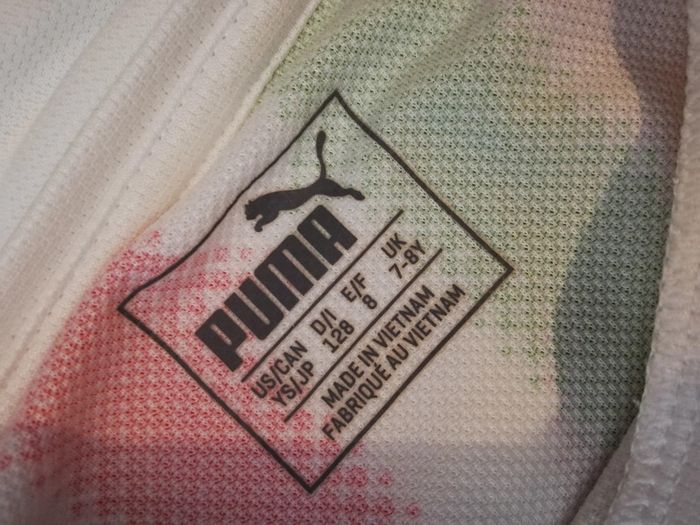 PUMA
US/CAN D/I E/F UK
YS/JP 128 8 7-8Y
MADE IN VIETNAM
FABRIQUÉ AU VIETNAM